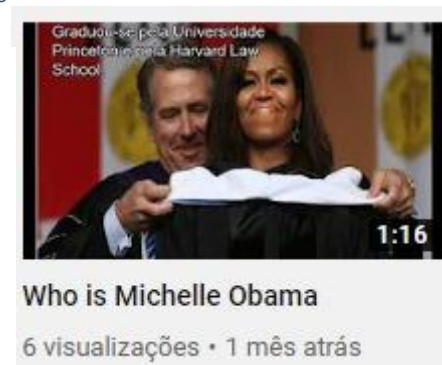 Graduou-se pela Universidade
Princeton e pela Harvard Law
School
1:16
Who is Michelle Obama
6 visualizações • 1 mês atrás